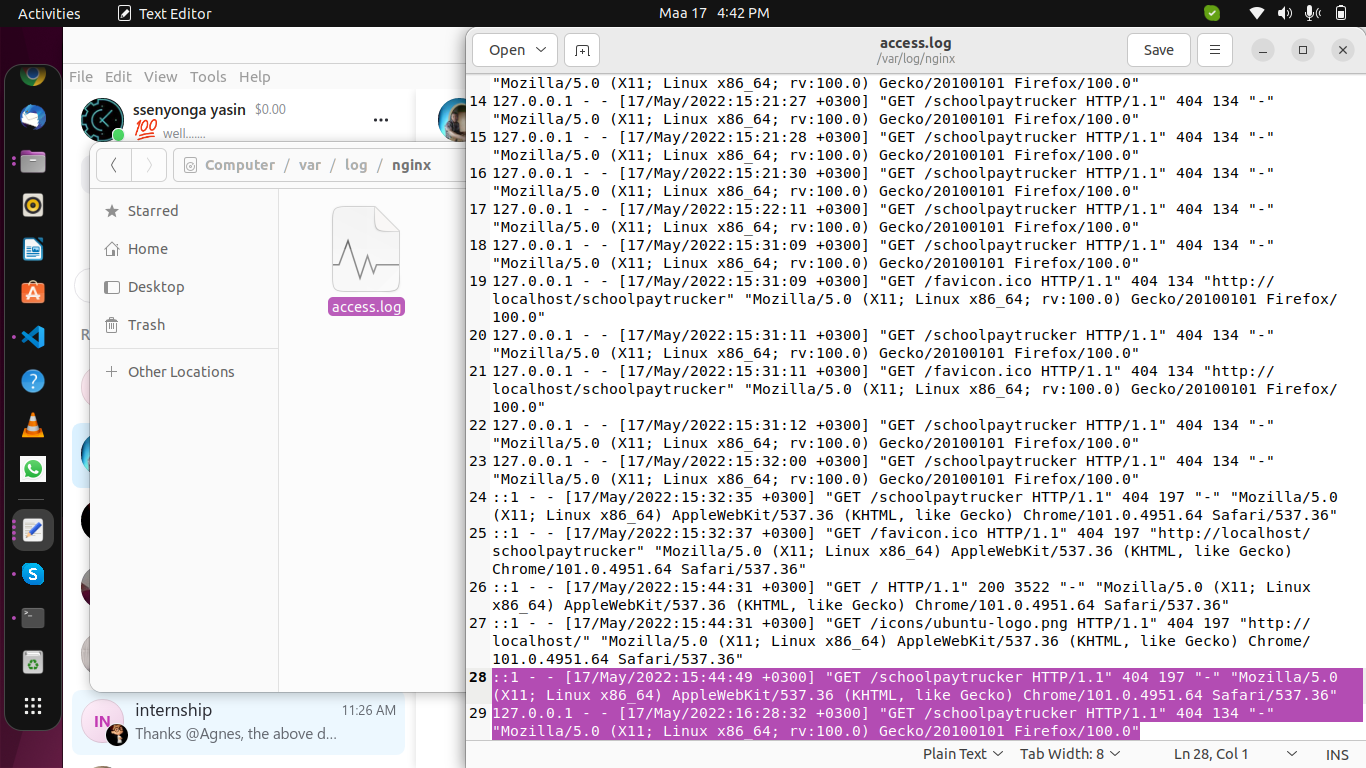 Activities
Text Editor
Maa 17 4:42 PM
File Edit View Tools Help
ssenyonga yasin $0.00
💯 well.......
Computer / var / log / nginx
Starred
Home
Desktop
Trash
Other Locations
access.log
R
IN
internship 11:26 AM
Thanks @Agnes, the above d...
Open
access.log
/var/log/nginx
Save
"Mozilla/5.0 (X11; Linux x86_64; rv:100.0) Gecko/20100101 Firefox/100.0"
14 127.0.0.1 - - [17/May/2022:15:21:27 +0300] "GET /schoolpaytrucker HTTP/1.1" 404 134 "-"
"Mozilla/5.0 (X11; Linux x86_64; rv:100.0) Gecko/20100101 Firefox/100.0"
15 127.0.0.1 - - [17/May/2022:15:21:28 +0300] "GET /schoolpaytrucker HTTP/1.1" 404 134 "-"
"Mozilla/5.0 (X11; Linux x86_64; rv:100.0) Gecko/20100101 Firefox/100.0"
16 127.0.0.1 - - [17/May/2022:15:21:30 +0300] "GET /schoolpaytrucker HTTP/1.1" 404 134 "-"
"Mozilla/5.0 (X11; Linux x86_64; rv:100.0) Gecko/20100101 Firefox/100.0"
17 127.0.0.1 - - [17/May/2022:15:22:11 +0300] "GET /schoolpaytrucker HTTP/1.1" 404 134 "-"
"Mozilla/5.0 (X11; Linux x86_64; rv:100.0) Gecko/20100101 Firefox/100.0"
18 127.0.0.1 - - [17/May/2022:15:31:09 +0300] "GET /schoolpaytrucker HTTP/1.1" 404 134 "-"
"Mozilla/5.0 (X11; Linux x86_64; rv:100.0) Gecko/20100101 Firefox/100.0"
19 127.0.0.1 - - [17/May/2022:15:31:09 +0300] "GET /favicon.ico HTTP/1.1" 404 134 "http://
localhost/schoolpaytrucker" "Mozilla/5.0 (X11; Linux x86_64; rv:100.0) Gecko/20100101 Firefox/
100.0"
20 127.0.0.1 - - [17/May/2022:15:31:11 +0300] "GET /schoolpaytrucker HTTP/1.1" 404 134 "-"
"Mozilla/5.0 (X11; Linux x86_64; rv:100.0) Gecko/20100101 Firefox/100.0"
21 127.0.0.1 - - [17/May/2022:15:31:11 +0300] "GET /favicon.ico HTTP/1.1" 404 134 "http://
localhost/schoolpaytrucker" "Mozilla/5.0 (X11; Linux x86_64; rv:100.0) Gecko/20100101 Firefox/
100.0"
22 127.0.0.1 - - [17/May/2022:15:31:12 +0300] "GET /schoolpaytrucker HTTP/1.1" 404 134 "-"
"Mozilla/5.0 (X11; Linux x86_64; rv:100.0) Gecko/20100101 Firefox/100.0"
23 127.0.0.1 - - [17/May/2022:15:32:00 +0300] "GET /schoolpaytrucker HTTP/1.1" 404 134 "-"
"Mozilla/5.0 (X11; Linux x86_64; rv:100.0) Gecko/20100101 Firefox/100.0"
24 ::1 - - [17/May/2022:15:32:35 +0300] "GET /schoolpaytrucker HTTP/1.1" 404 197 "-" "Mozilla/5.0
(X11; Linux x86_64) AppleWebKit/537.36 (KHTML, like Gecko) Chrome/101.0.4951.64 Safari/537.36"
25 ::1 - - [17/May/2022:15:32:37 +0300] "GET /favicon.ico HTTP/1.1" 404 197 "http://localhost/
schoolpaytrucker" "Mozilla/5.0 (X11; Linux x86_64) AppleWebKit/537.36 (KHTML, like Gecko)
Chrome/101.0.4951.64 Safari/537.36"
26 ::1 - - [17/May/2022:15:44:31 +0300] "GET / HTTP/1.1" 200 3522 "-" "Mozilla/5.0 (X11; Linux
x86_64) AppleWebKit/537.36 (KHTML, like Gecko) Chrome/101.0.4951.64 Safari/537.36"
27 ::1 - - [17/May/2022:15:44:31 +0300] "GET /icons/ubuntu-logo.png HTTP/1.1" 404 197 "http://
localhost/" "Mozilla/5.0 (X11; Linux x86_64) AppleWebKit/537.36 (KHTML, like Gecko) Chrome/
101.0.4951.64 Safari/537.36"
28 ::1 - - [17/May/2022:15:44:49 +0300] "GET /schoolpaytrucker HTTP/1.1" 404 197 "-" "Mozilla/5.0
(X11; Linux x86_64) AppleWebKit/537.36 (KHTML, like Gecko) Chrome/101.0.4951.64 Safari/537.36"
29 127.0.0.1 - - [17/May/2022:16:28:32 +0300] "GET /schoolpaytrucker HTTP/1.1" 404 134 "-"
"Mozilla/5.0 (X11; Linux x86_64; rv:100.0) Gecko/20100101 Firefox/100.0"
Plain Text Tab Width: 8 Ln 28, Col 1 INS